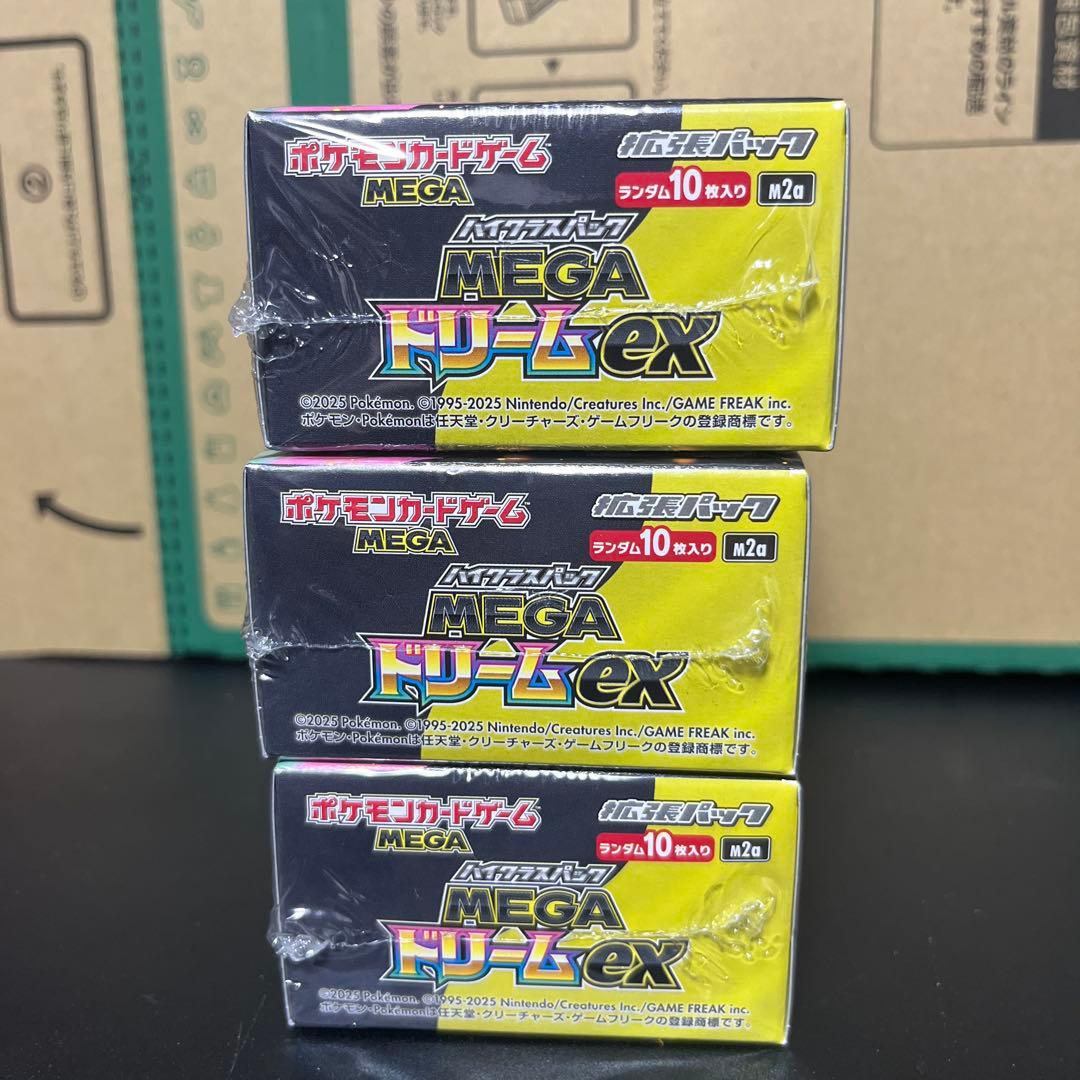 ポケモンカードゲーム
MEGA
拡張パック
ランダム10枚入り M2a
ハイクラスパック
MEGA
ドリームex
©2025 Pokémon. ©1995-2025 Nintendo/Creatures Inc./GAME FREAK inc.
ポケモン・Pokémonは任天堂・クリーチャーズ・ゲームフリークの登録商標です。
ポケモンカードゲーム
MEGA
拡張パック
ランダム10枚入り M2a
ハイクラスパック
MEGA
ドリームex
©2025 Pokémon. ©1995-2025 Nintendo/Creatures Inc./GAME FREAK inc.
ポケモン・Pokémonは任天堂・クリーチャーズ・ゲームフリークの登録商標です。
ポケモンカードゲーム
MEGA
拡張パック
ランダム10枚入り M2a
ハイクラスパック
MEGA
ドリームex
©2025 Pokémon. ©1995-2025 Nintendo/Creatures Inc./GAME FREAK inc.
ポケモン・Pokémonは任天堂・クリーチャーズ・ゲームフリークの登録商標です。